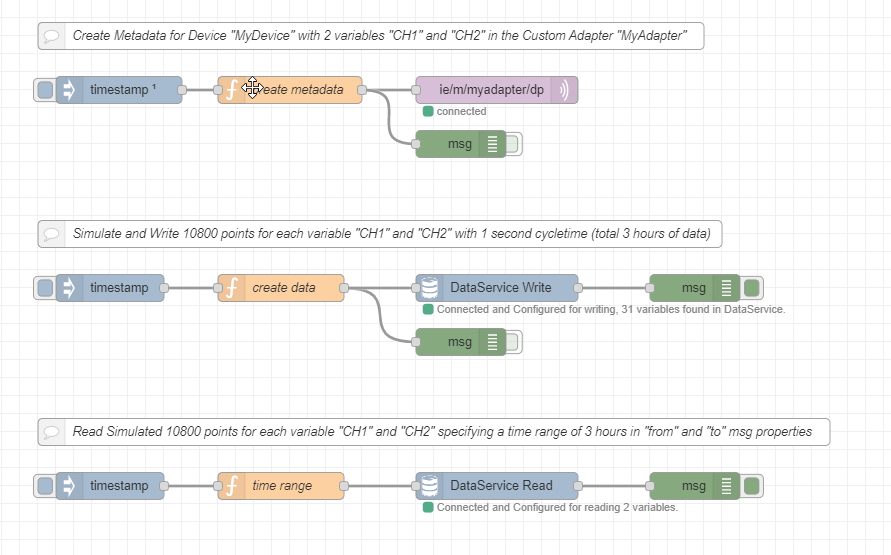 Create Metadata for Device "MyDevice" with 2 variables "CH1" and "CH2" in the Custom Adapter "MyAdapter"
timestamp ¹
create metadata
ie/m/myadapter/dp
connected
msg
Simulate and Write 10800 points for each variable "CH1" and "CH2" with 1 second cycletime (total 3 hours of data)
timestamp
create data
DataService Write
msg
Connected and Configured for writing, 31 variables found in DataService.
msg
Read Simulated 10800 points for each variable "CH1" and "CH2" specifying a time range of 3 hours in "from" and "to" msg properties
timestamp
time range
DataService Read
msg
Connected and Configured for reading 2 variables.